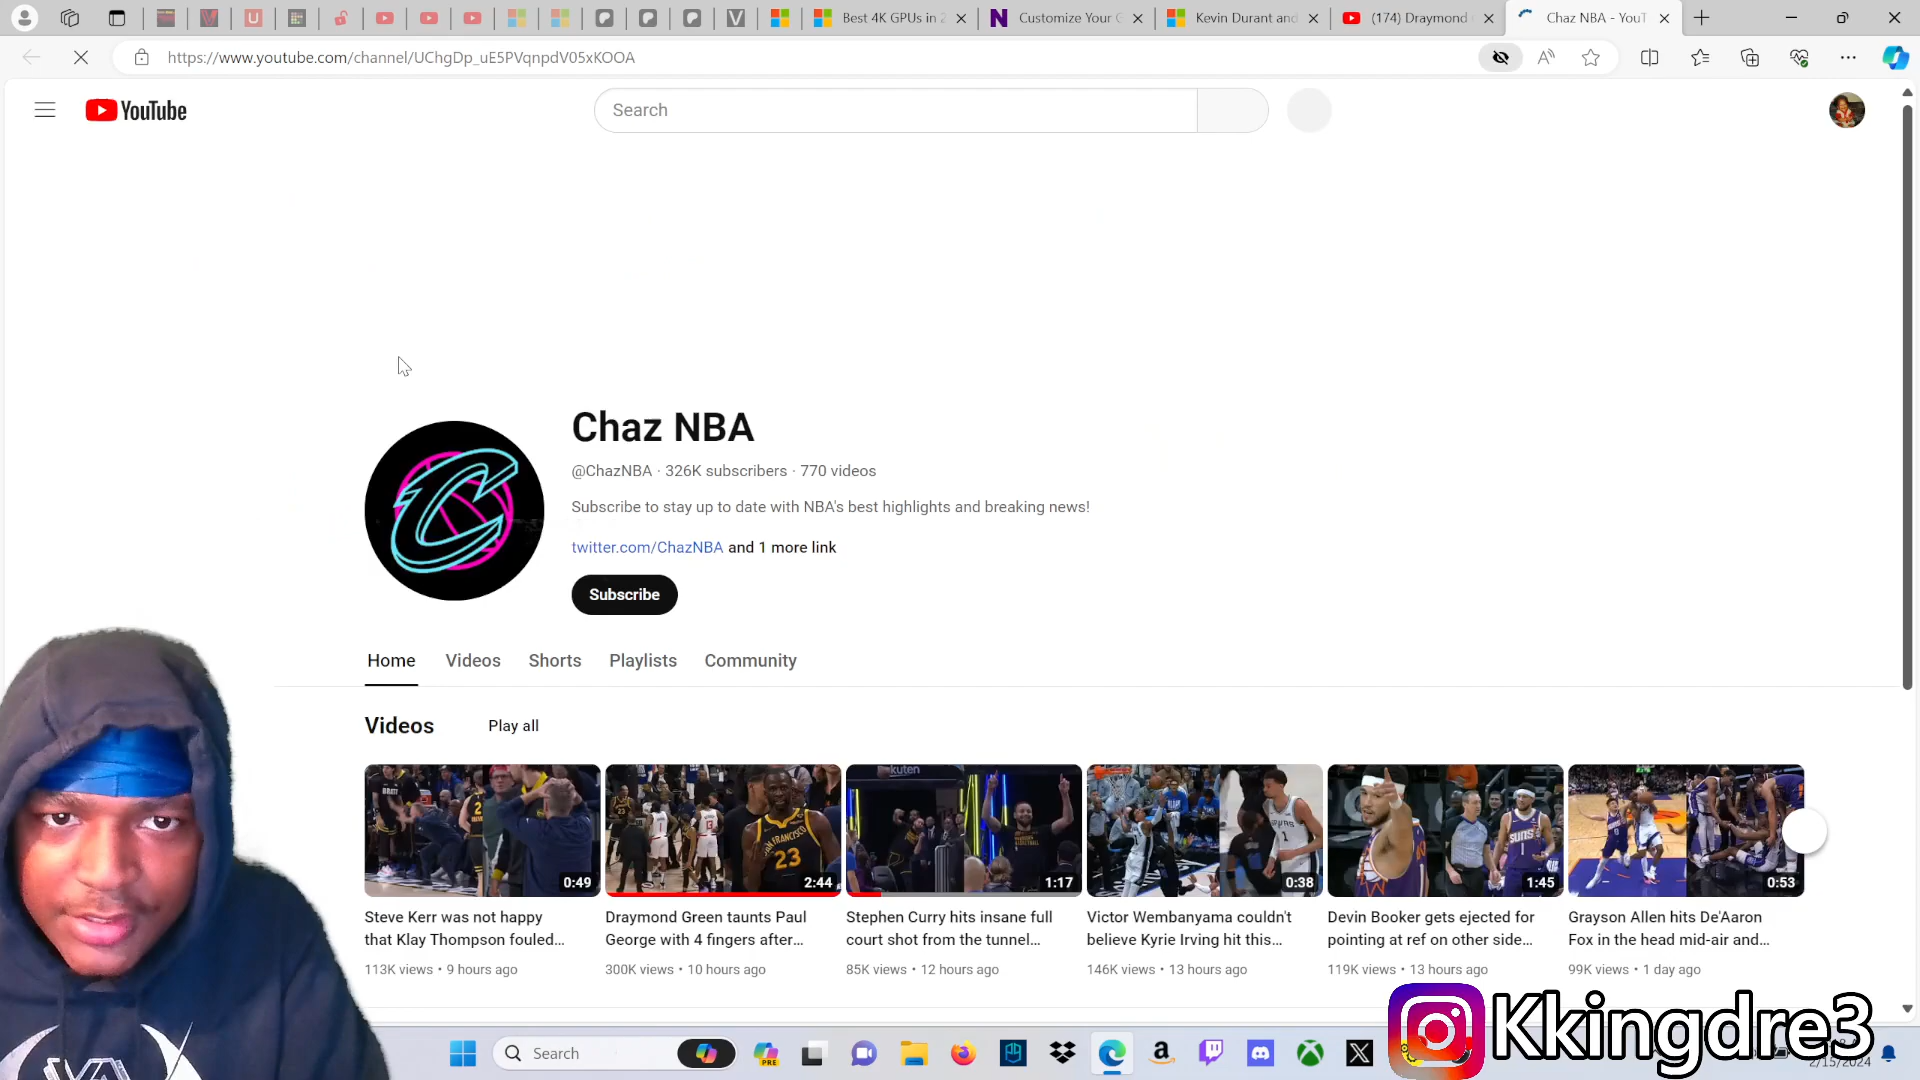 Best 4K GPUs in 2
Customize Your G
Kevin Durant and
(174) Draymond
Chaz NBA - YouT
https://www.youtube.com/channel/UChgDp_uE5PVqnpdV05xKOOA
YouTube
Search
Chaz NBA
@ChazNBA · 326K subscribers · 770 videos
Subscribe to stay up to date with NBA's best highlights and breaking news!
twitter.com/ChazNBA and 1 more link
Subscribe
Home Videos Shorts Playlists Community
Videos Play all
0:49 2:44 1:17 0:38 1:45 0:53
Steve Kerr was not happy
that Klay Thompson fouled...
113K views • 9 hours ago
Draymond Green taunts Paul
George with 4 fingers after...
300K views • 10 hours ago
Stephen Curry hits insane full
court shot from the tunnel...
85K views • 12 hours ago
Victor Wembanyama couldn't
believe Kyrie Irving hit this...
146K views • 13 hours ago
Devin Booker gets ejected for
pointing at ref on other side...
119K views • 13 hours ago
Grayson Allen hits De'Aaron
Fox in the head mid-air and...
99K views • 1 day ago
Kkingdre3
Search
2/15/2024